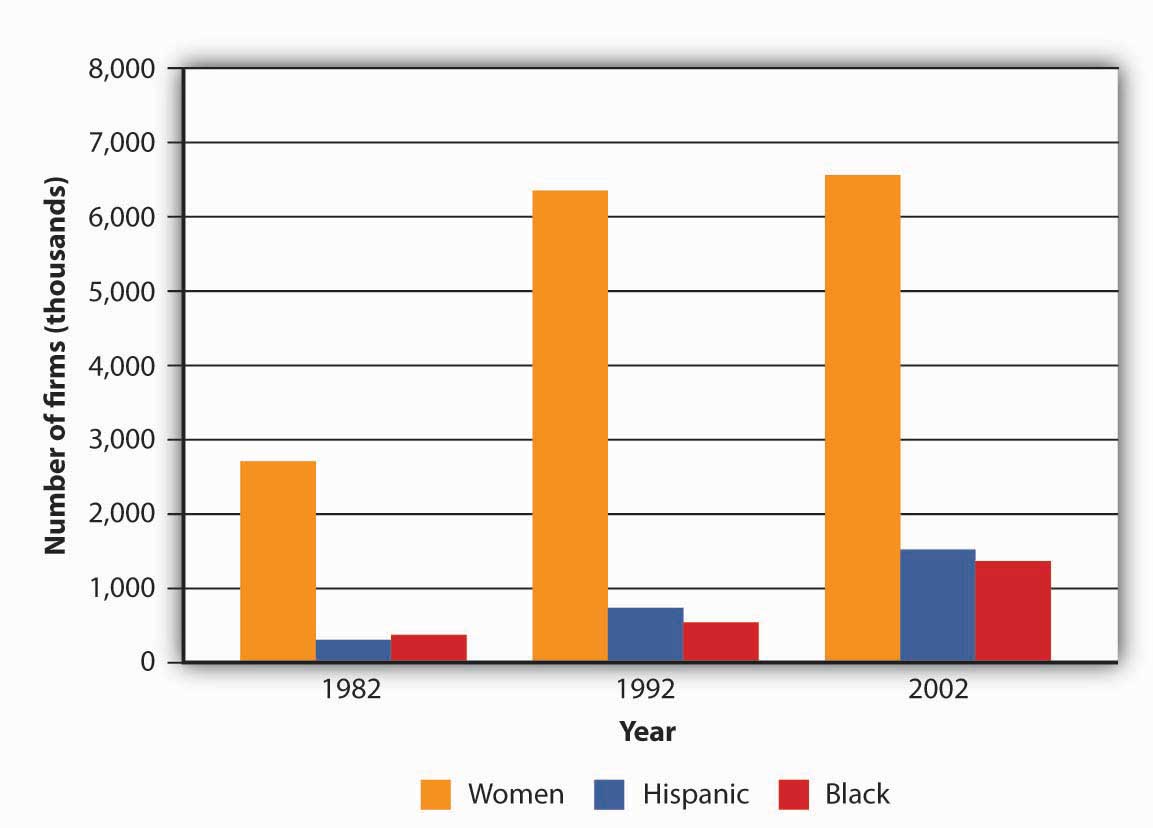 Number of firms (thousands)
8,000
7,000
6,000
5,000
4,000
3,000
2,000
1,000
0
1982 1992 2002
Year
Women Hispanic Black